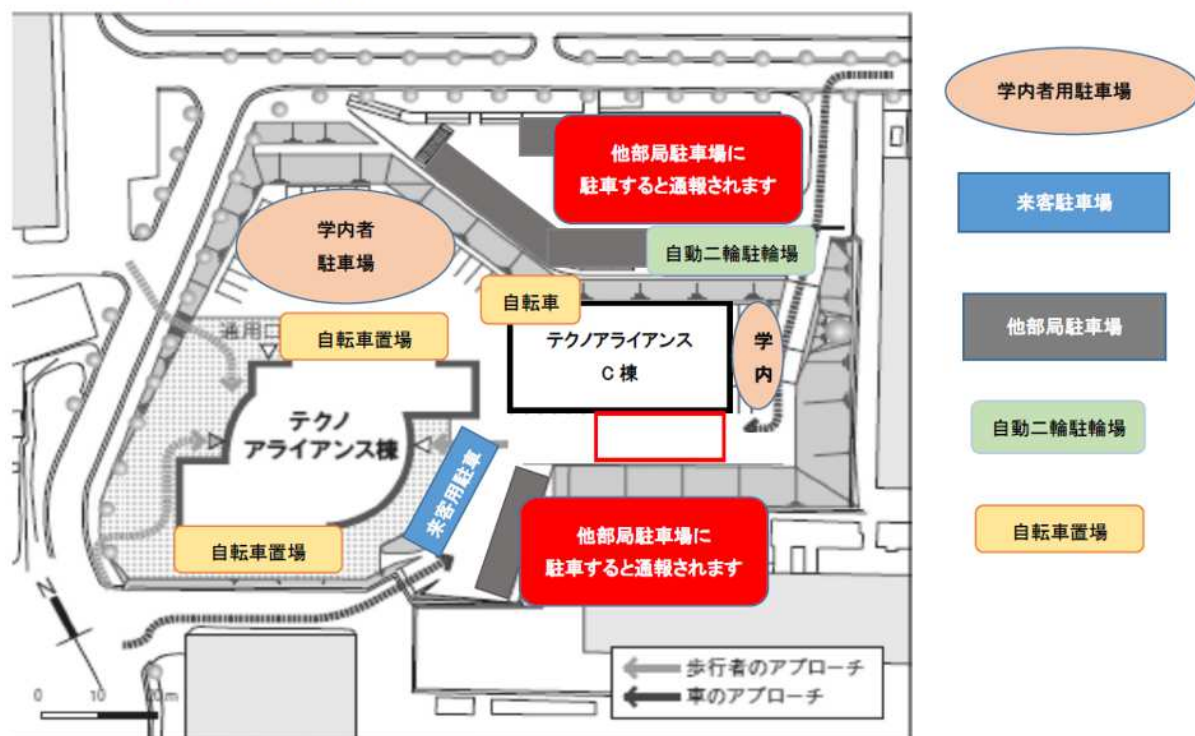 学内者用駐車場
他部局駐車場に
駐車すると通報されます
来客駐車場
学内者
駐車場
自動二輪駐輪場
自転車
他部局駐車場
通用口
自転車置場
テクノアライアンス
C 棟
学
内
テクノ
アライアンス棟
自動二輪駐輪場
来客用駐車
他部局駐車場に
駐車すると通報されます
自転車置場
自転車置場
N
歩行者のアプローチ
車のアプローチ
0 10 20m